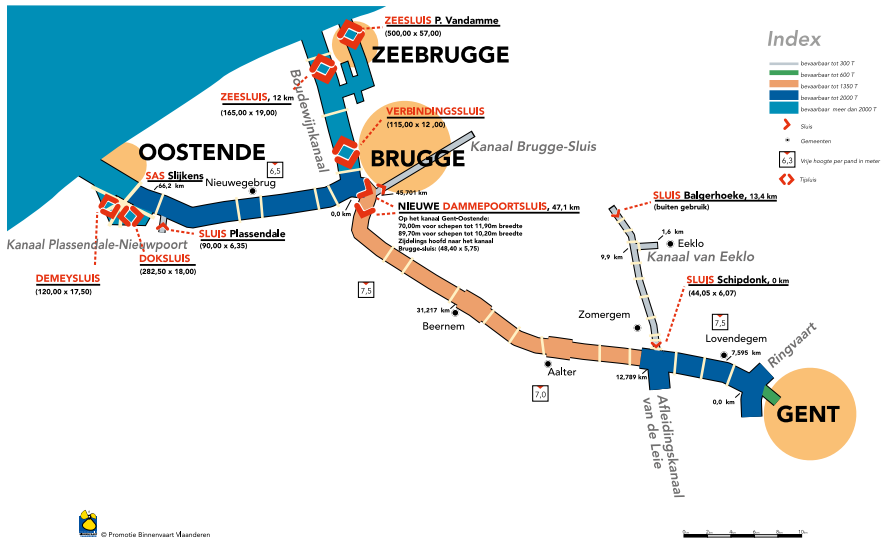 ZEESLUIS P. Vandamme
(500,00 x 57,00)
ZEEBRUGGE
Boudewijnkanaal
ZEESLUIS, 12 km
(165,00 x 19,00)
VERBINDINGSSLUIS
(115,00 x 12 ,00)
BRUGGE
Kanaal Brugge-Sluis
OOSTENDE
6,5
SAS Slijkens
66,2 km
Nieuwegebrug
45,701 km
0,0 km
NIEUWE DAMMEPOORTSLUIS, 47,1 km
Op het kanaal Gent-Oostende:
70,00m voor schepen tot 11,90m breedte
89,70m voor schepen tot 10,20m breedte
Zijdelings hoofd naar het kanaal
Brugge-sluis: (48,40 x 5,75)
Kanaal Plassendale-Nieuwpoort
SLUIS Plassendale
(90,00 x 6,35)
DOKSLUIS
(282,50 x 18,00)
DEMEYSLUIS
(120,00 x 17,50)
Index
bevaarbaar tot 300 T
bevaarbaar tot 600 T
bevaarbaar tot 1350 T
bevaarbaar tot 2000 T
bevaarbaar meer dan 2000 T
Sluis
Gemeenten
6,3
Vrije hoogte per pand in meter
Tipsluis
SLUIS Balgerhoeke, 13,4 km
(buiten gebruik)
1,6 km
Eeklo
9,9 km
Kanaal van Eeklo
SLUIS Schipdonk, 0 km
(44,05 x 6,07)
7,5
31,217 km
Beernem
Zomergem
7,5
Lovendegem
7,595 km
Ringvaart
Aalter
7,0
12,789 km
0,0 km
GENT
Afleidingskanaal
van de Leie
© Promotie Binnenvaart Vlaanderen
0km 2km 4km 6km 8km 10km